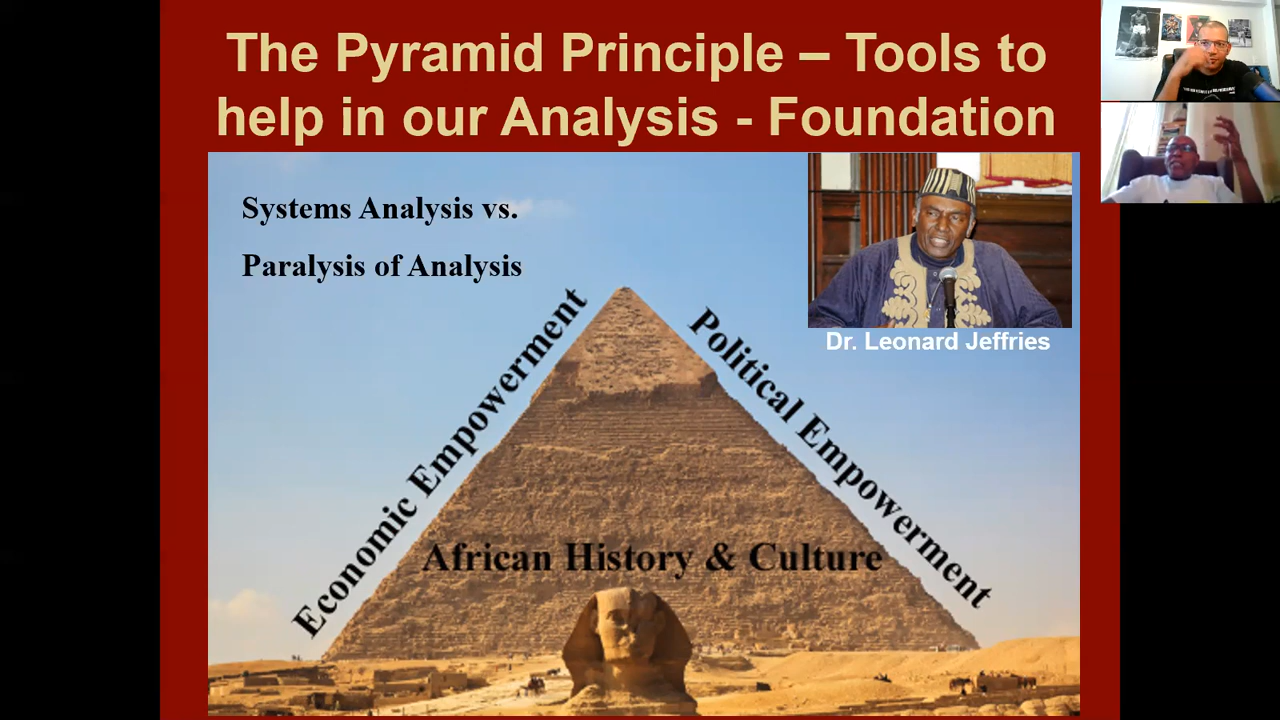 The Pyramid Principle – Tools to
help in our Analysis - Foundation
Systems Analysis vs.
Paralysis of Analysis
Dr. Leonard Jeffries
Economic Empowerment
Political Empowerment
African History & Culture